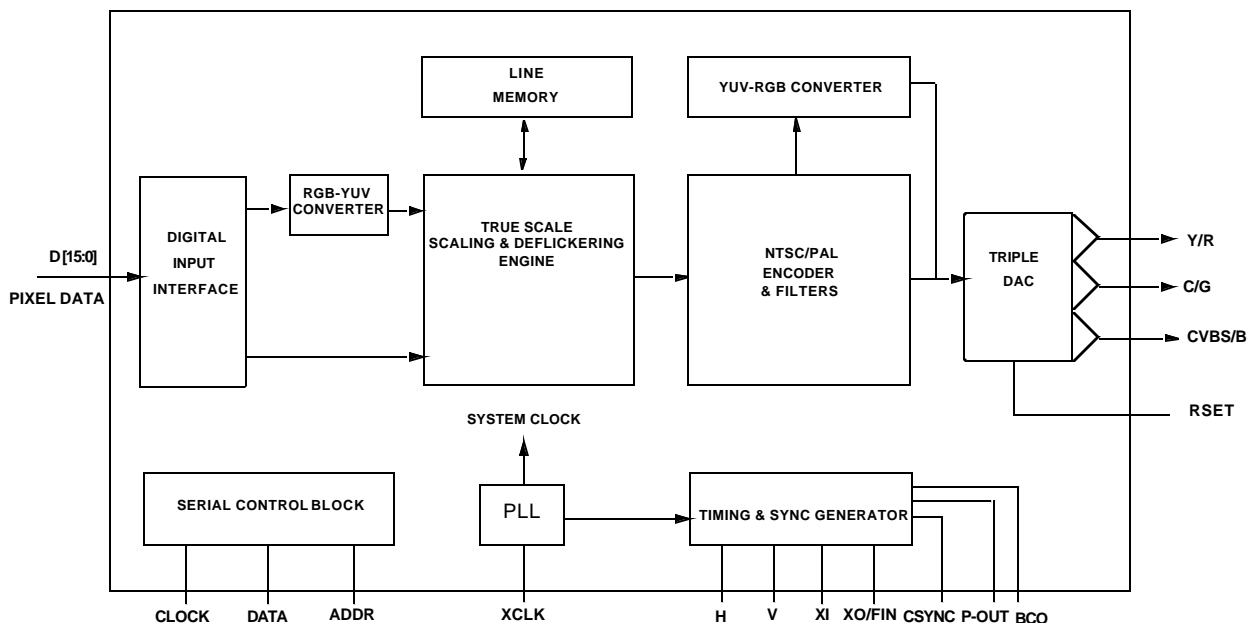 LINE
MEMORY
YUV-RGB CONVERTER
RGB-YUV
CONVERTER
TRUE SCALE
SCALING & DEFLICKERING
ENGINE
DIGITAL
INPUT
INTERFACE
NTSC/PAL
ENCODER
& FILTERS
TRIPLE
DAC
D[15:0]
PIXEL DATA
Y/R
C/G
CVBS/B
RSET
SYSTEM CLOCK
SERIAL CONTROL BLOCK
PLL
TIMING & SYNC GENERATOR
CLOCK DATA ADDR XCLK H V XI XO/FIN CSYNC P-OUT BCO